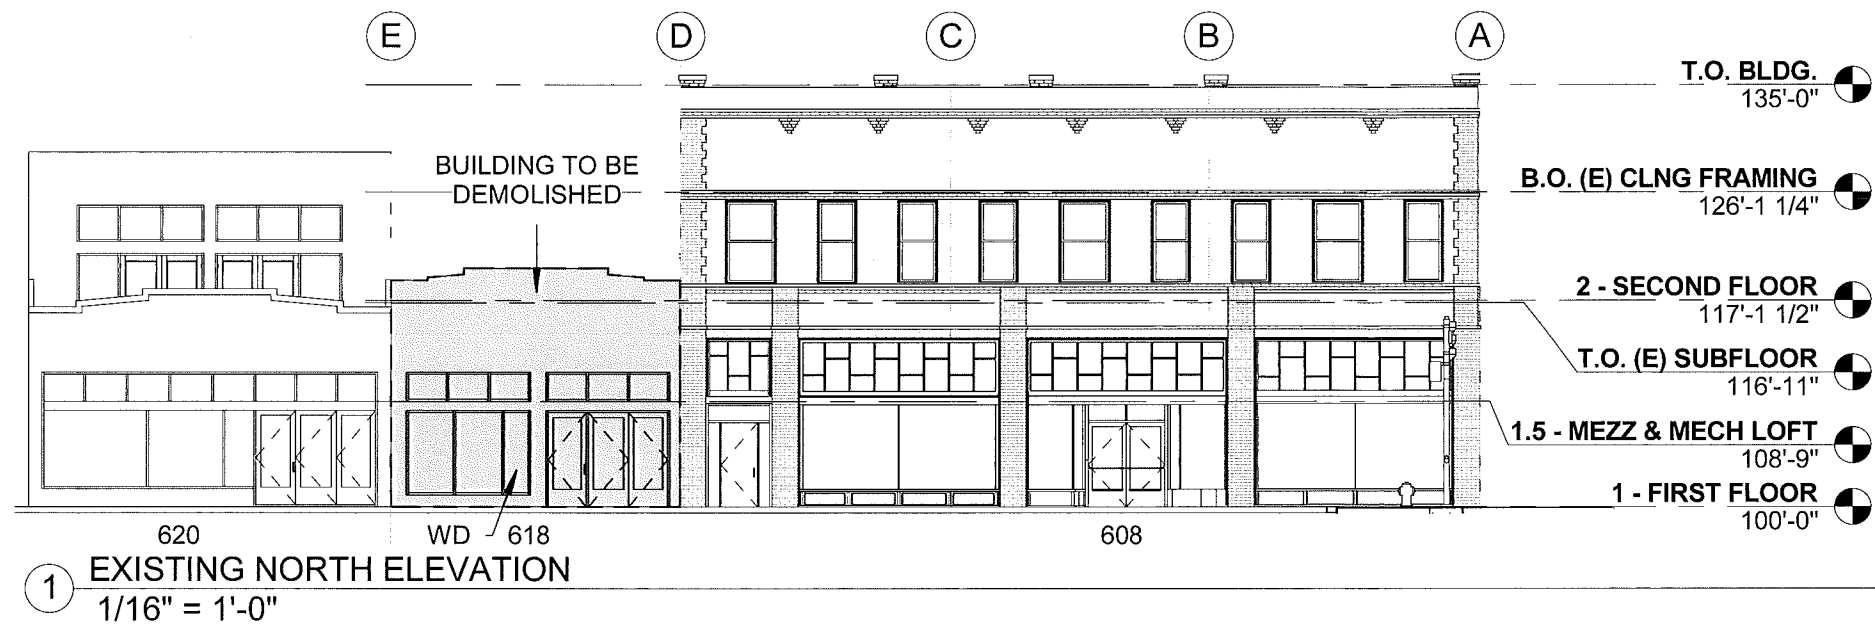 E
D
C
B
A
T.O. BLDG.
135'-0"
BUILDING TO BE
DEMOLISHED
B.O. (E) CLNG FRAMING
126'-1 1/4"
2 - SECOND FLOOR
117'-1 1/2"
T.O. (E) SUBFLOOR
116'-11"
1.5 - MEZZ & MECH LOFT
108'-9"
1 - FIRST FLOOR
100'-0"
620
WD
618
608
1
EXISTING NORTH ELEVATION
1/16" = 1'-0"